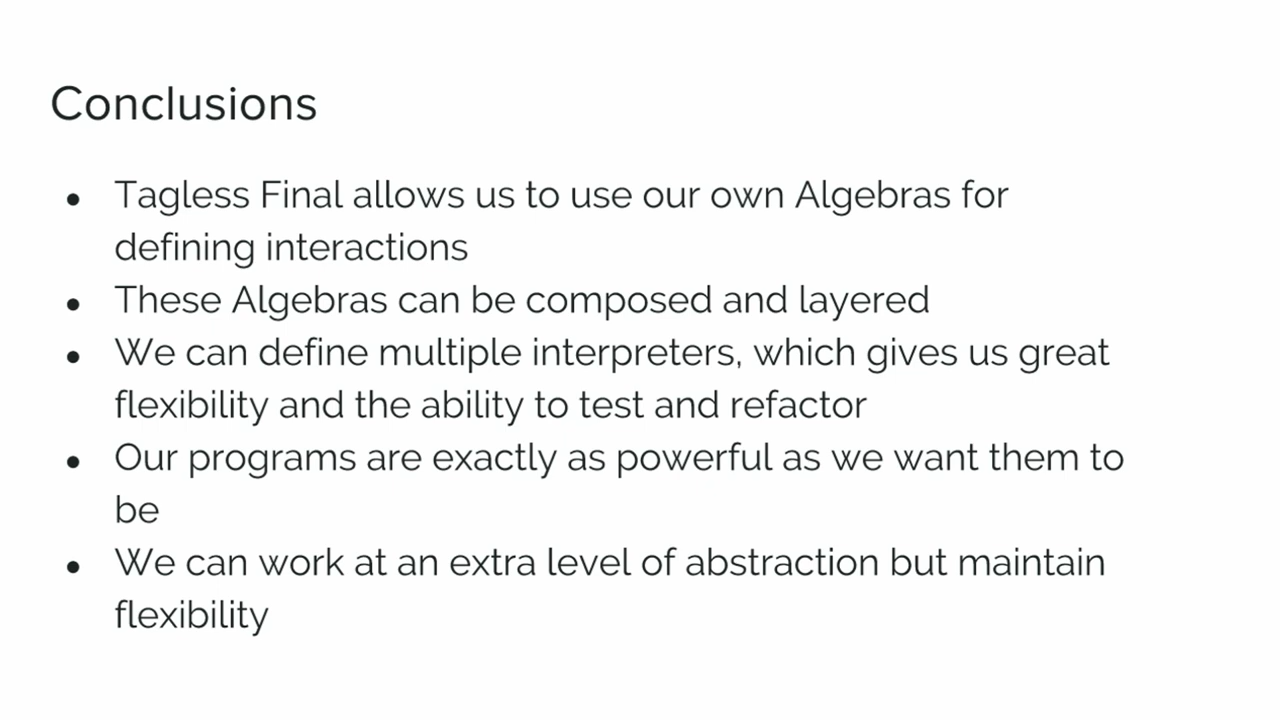 Conclusions
● Tagless Final allows us to use our own Algebras for
defining interactions
● These Algebras can be composed and layered
● We can define multiple interpreters, which gives us great
flexibility and the ability to test and refactor
● Our programs are exactly as powerful as we want them to
be
● We can work at an extra level of abstraction but maintain
flexibility